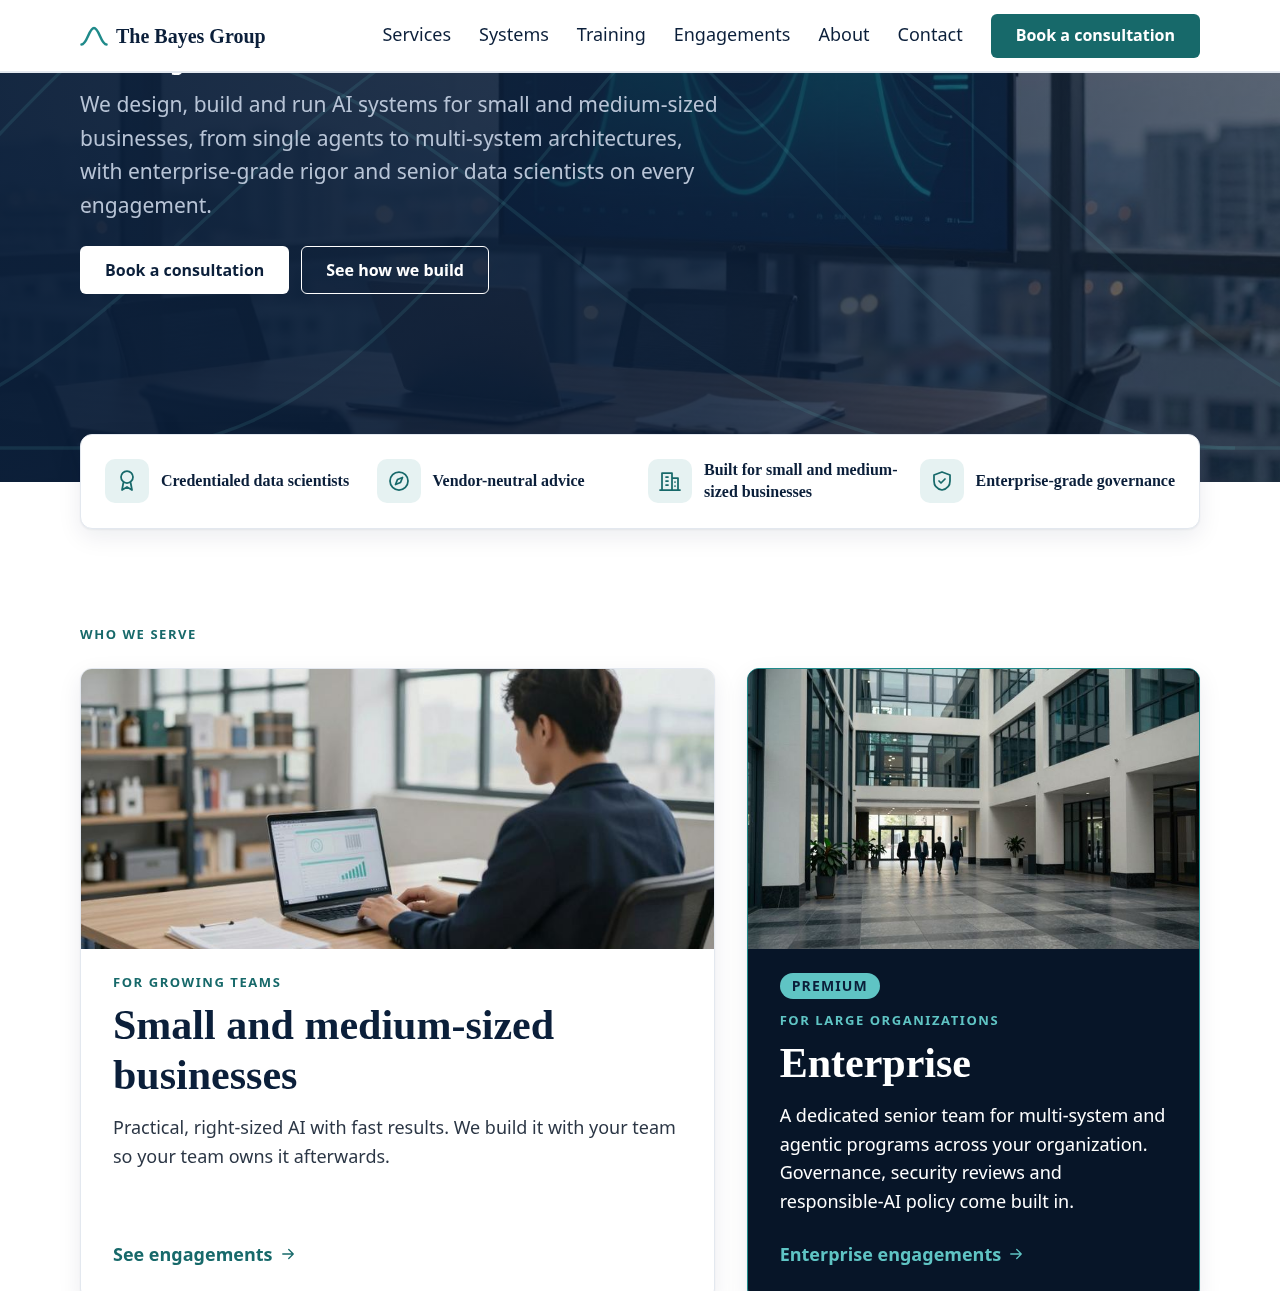 The Bayes Group
Services
Systems
Training
Engagements
About
Contact
Book a consultation
We design, build and run AI systems for small and medium-sized
businesses, from single agents to multi-system architectures,
with enterprise-grade rigor and senior data scientists on every
engagement.
Book a consultation
See how we build
Credentialed data scientists
Vendor-neutral advice
Built for small and medium-
sized businesses
Enterprise-grade governance
WHO WE SERVE
FOR GROWING TEAMS
Small and medium-sized
businesses
Practical, right-sized AI with fast results. We build it with your team
so your team owns it afterwards.
See engagements →
PREMIUM
FOR LARGE ORGANIZATIONS
Enterprise
A dedicated senior team for multi-system and
agentic programs across your organization.
Governance, security reviews and
responsible-AI policy come built in.
Enterprise engagements →